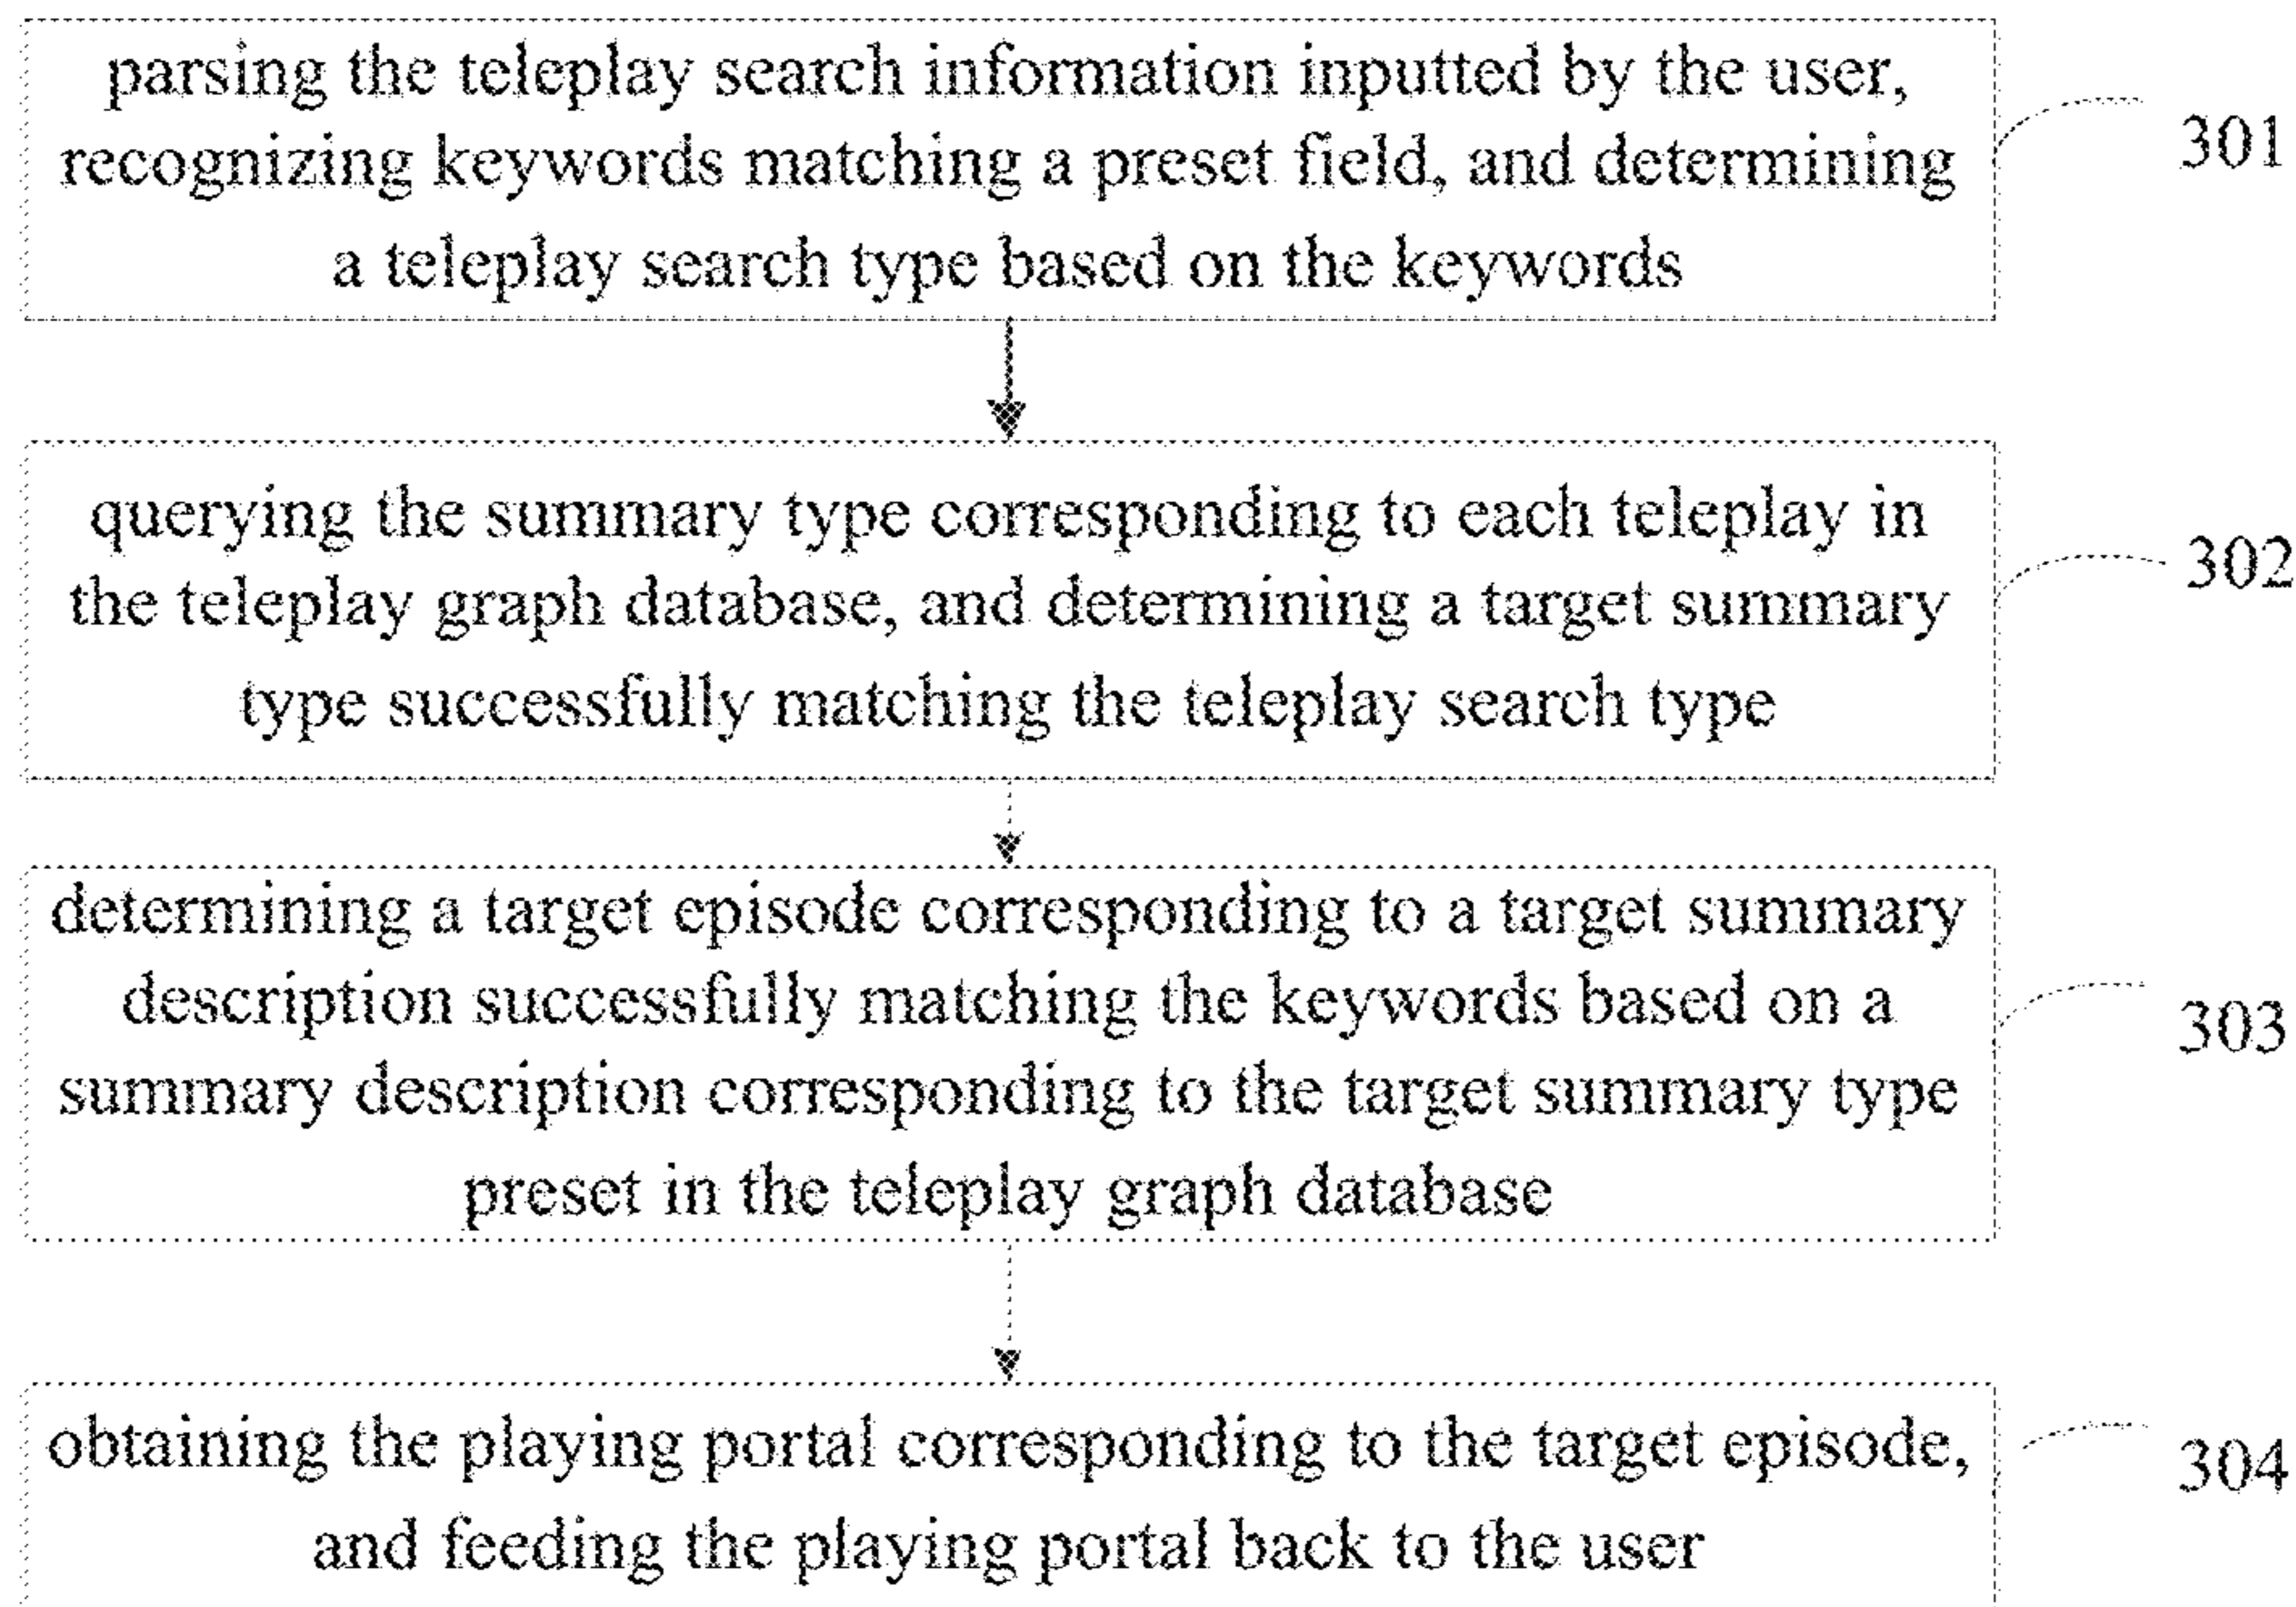 parsing the teleplay search information inputted by the user,
recognizing keywords matching a preset field, and determining
a teleplay search type based on the keywords
301
querying the summary type corresponding to each teleplay in
the teleplay graph database, and determining a target summary
type successfully matching the teleplay search type
302
determining a target episode corresponding to a target summary
description successfully matching the keywords based on a
summary description corresponding to the target summary type
preset in the teleplay graph database
303
obtaining the playing portal corresponding to the target episode,
and feeding the playing portal back to the user
304